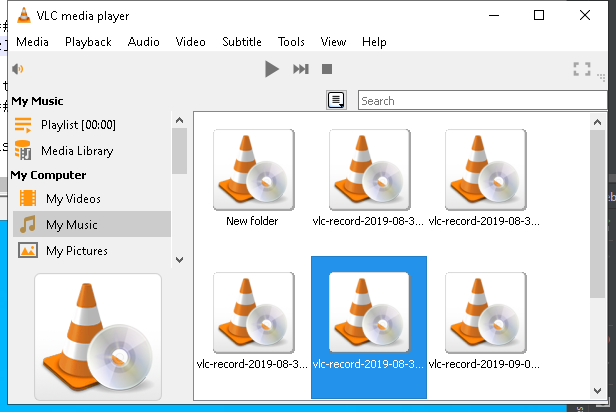 VLC media player
Media Playback Audio Video Subtitle Tools View Help
My Music
Search
Playlist [00:00]
Media Library
My Computer
My Videos
My Music
My Pictures
New folder
vlc-record-2019-08-3...
vlc-record-2019-08-3...
vlc-record-2019-08-3...
vlc-record-2019-08-3...
vlc-record-2019-09-0...